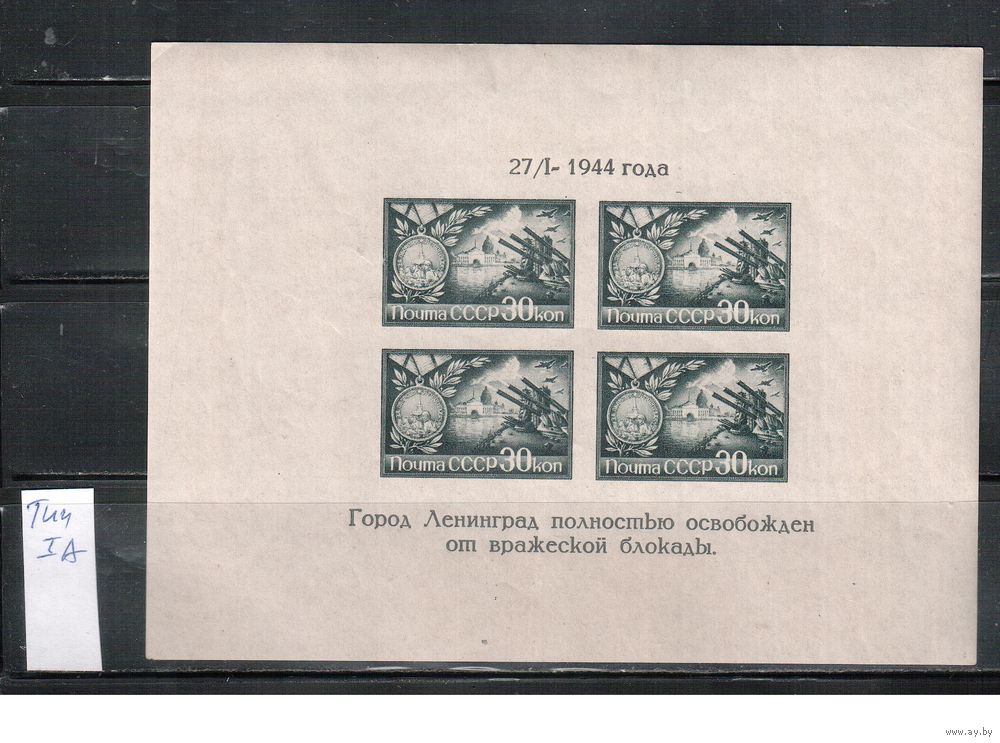 27/I- 1944 года
Почта СССР 30 коп
Почта СССР 30 коп
Почта СССР 30 коп
Почта СССР 30 коп
Тип
IA
Город Ленинград полностью освобожден
от вражеской блокады.
www.ay.by